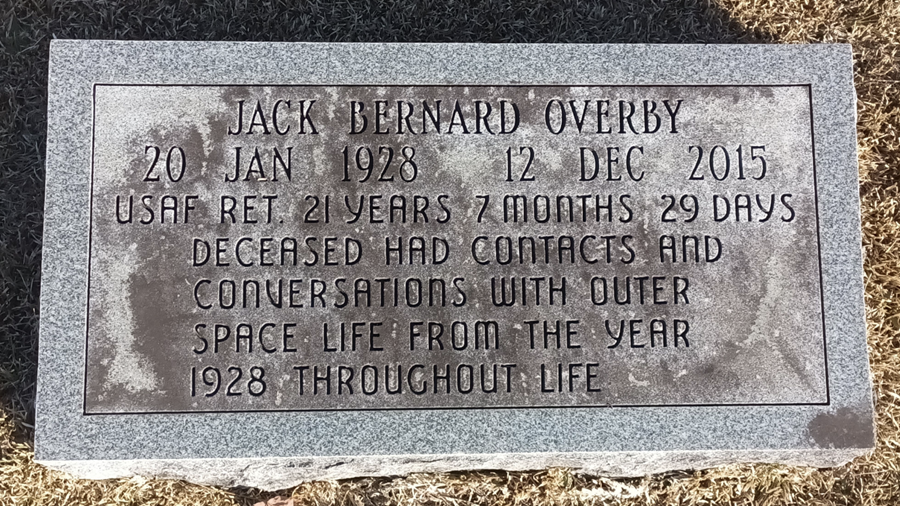 JACK BERNARD OVERBY
20 JAN 1928 12 DEC 2015
USAF RET. 21 YEARS 7 MONTHS 29 DAYS
DECEASED HAD CONTACTS AND
CONVERSATIONS WITH OUTER
SPACE LIFE FROM THE YEAR
1928 THROUGHOUT LIFE